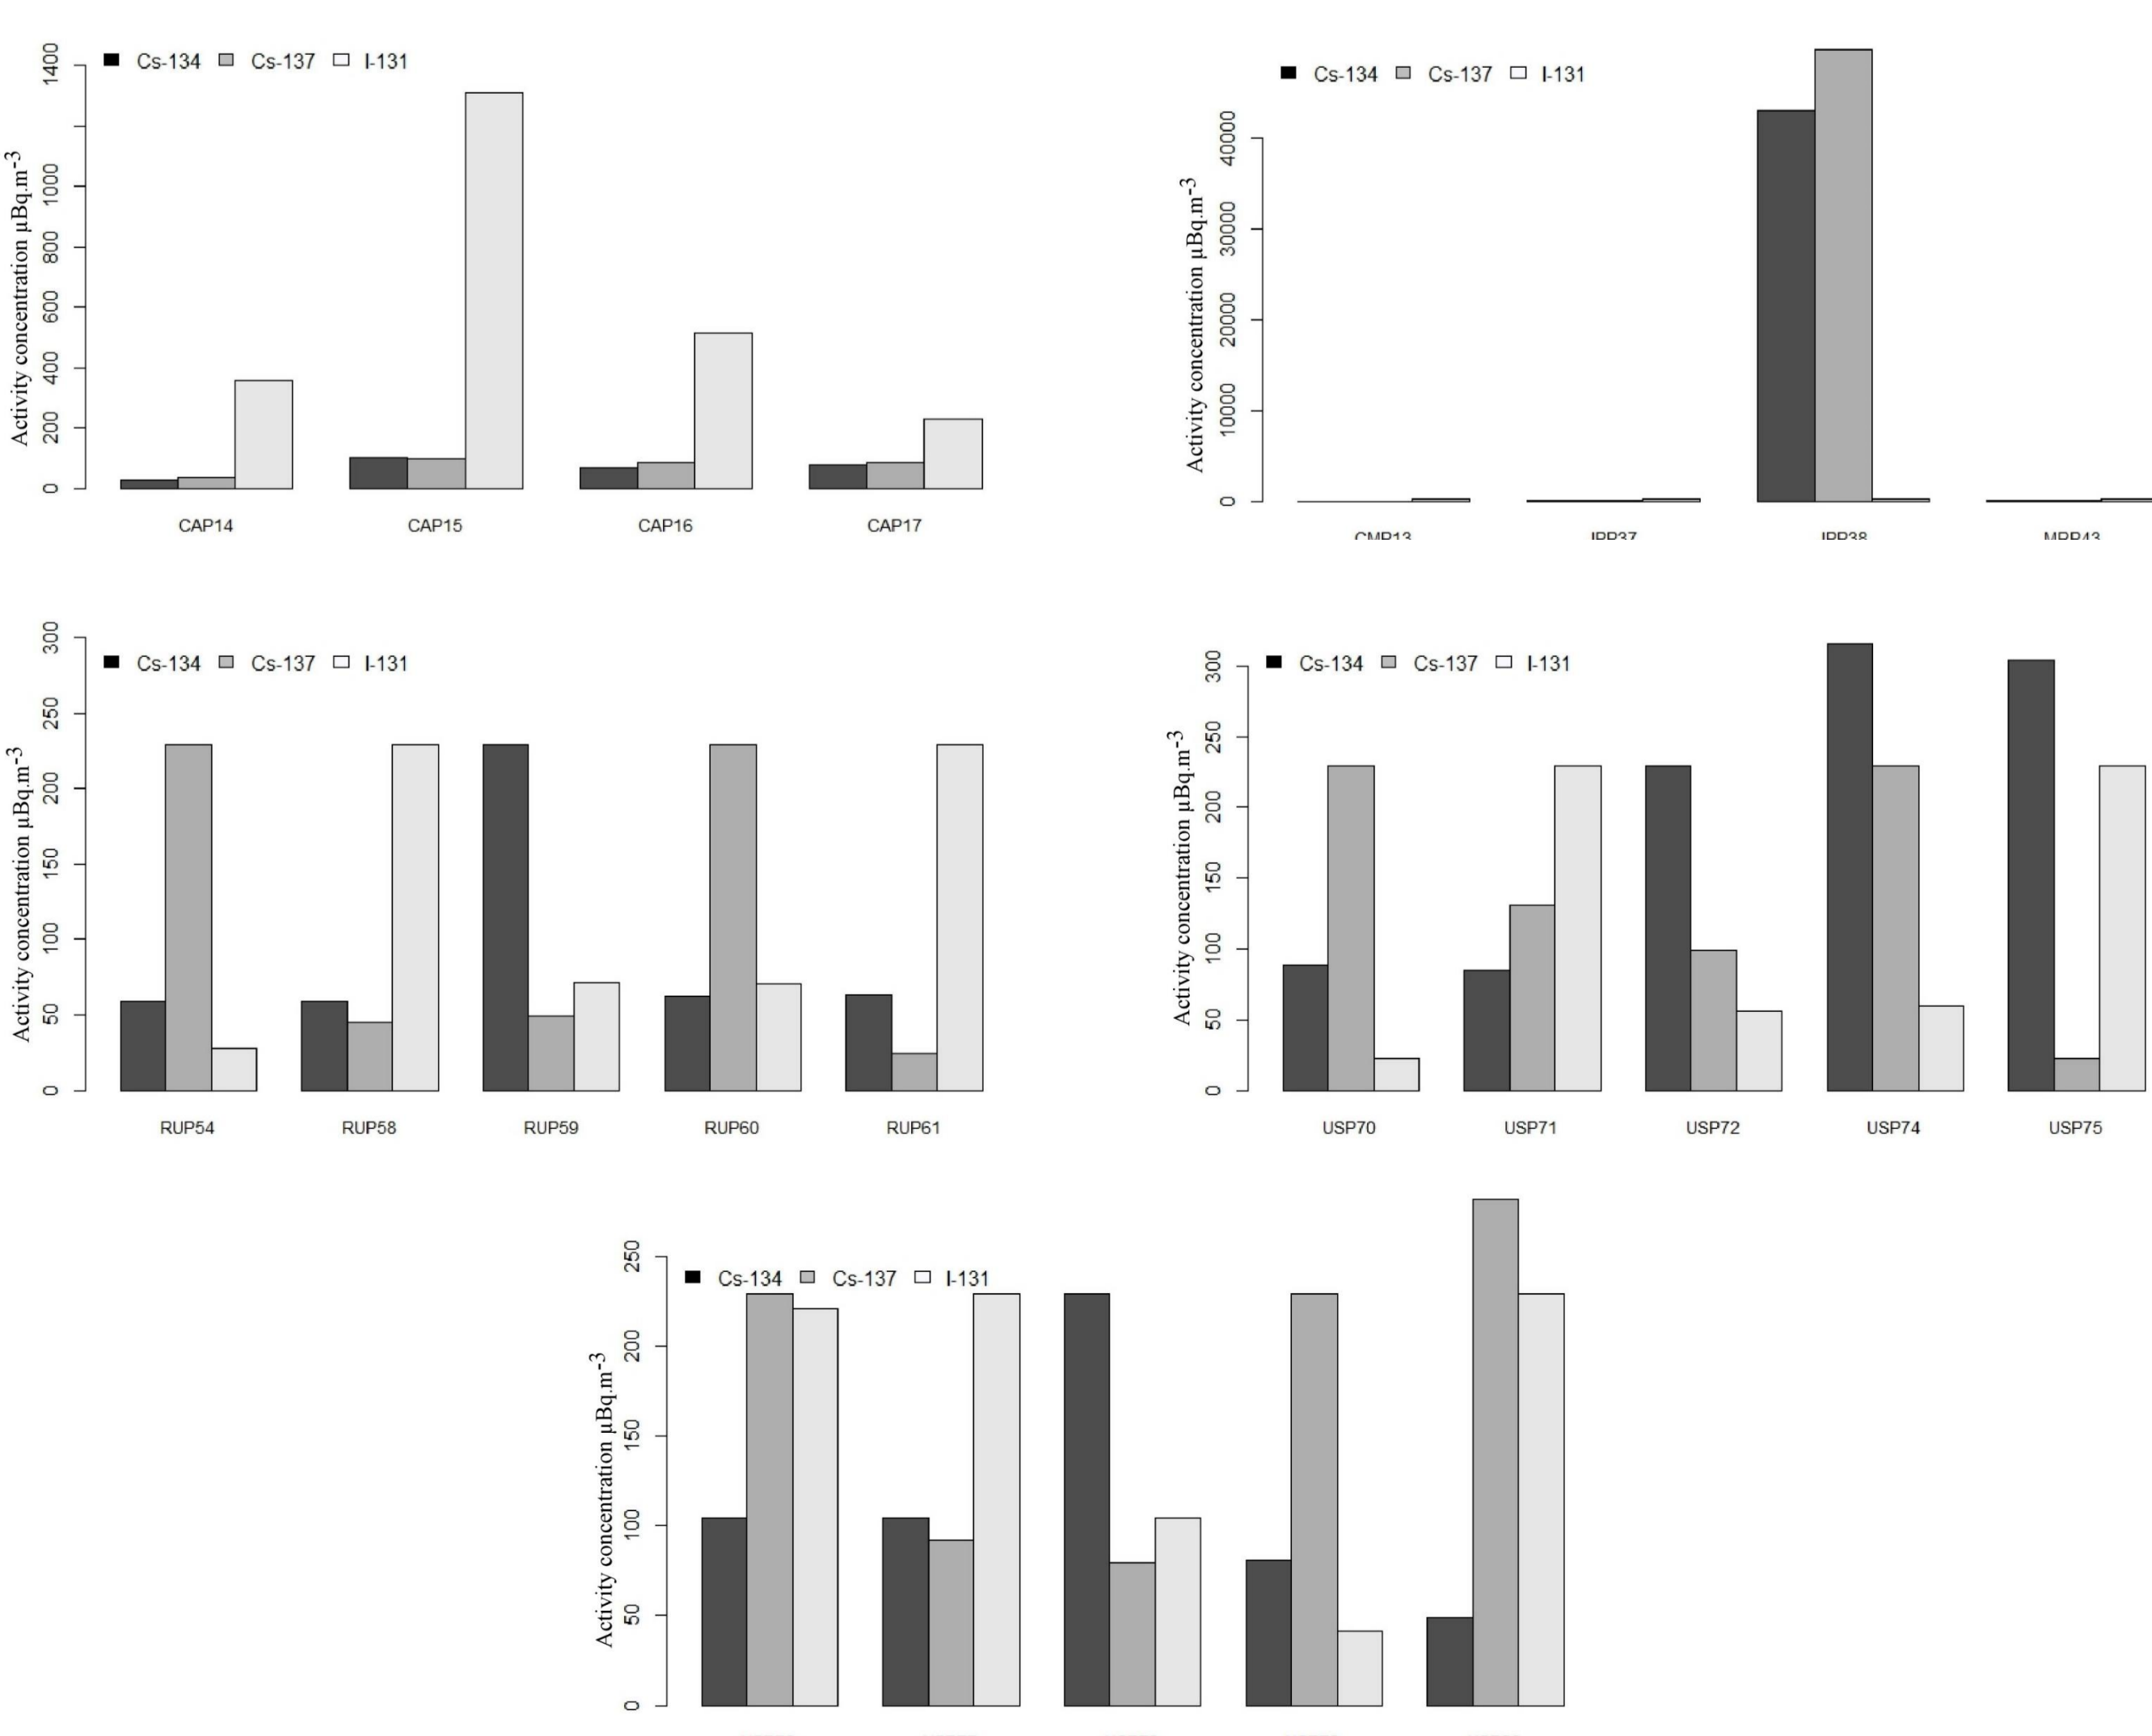 Cs-134 Cs-137 I-131
Activity concentration µBq.m-3
1400
1000
800
600
400
200
0
CAP14 CAP15 CAP16 CAP17
Cs-134 Cs-137 I-131
Activity concentration µBq.m-3
40000
30000
20000
10000
0
Cs-134 Cs-137 I-131
Activity concentration µBq.m-3
300
250
200
150
100
50
0
RUP54 RUP58 RUP59 RUP60 RUP61
Cs-134 Cs-137 I-131
Activity concentration µBq.m-3
300
250
200
150
100
50
0
USP70 USP71 USP72 USP74 USP75
Cs-134 Cs-137 I-131
Activity concentration µBq.m-3
250
200
150
100
50
0